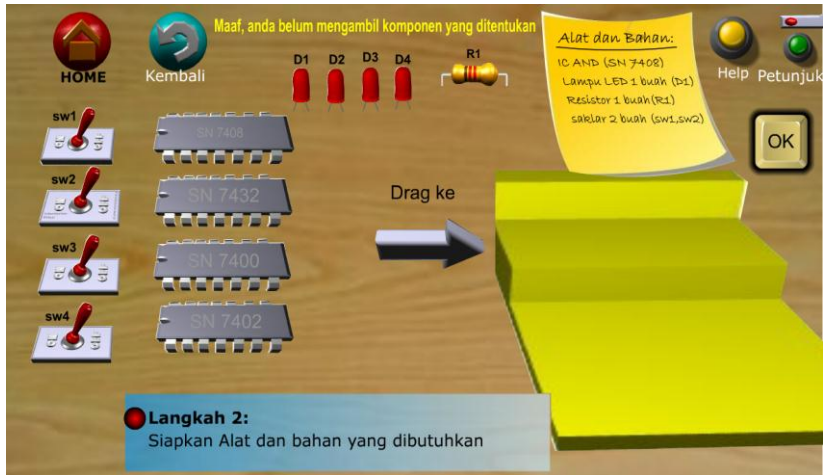 Maaf, anda belum mengambil komponen yang ditentukan
HOME
Kembali
D1 D2 D3 D4
R1
Alat dan Bahan:
IC AND (SN 7408)
Lampu LED 1 buah (D1)
Resistor 1 buah(R1)
saklar 2 buah (sw1,sw2)
Help
Petunjuk
OK
sw1
SN 7408
sw2
SN 7432
sw3
SN 7400
sw4
SN 7402
Drag ke
Langkah 2:
Siapkan Alat dan bahan yang dibutuhkan